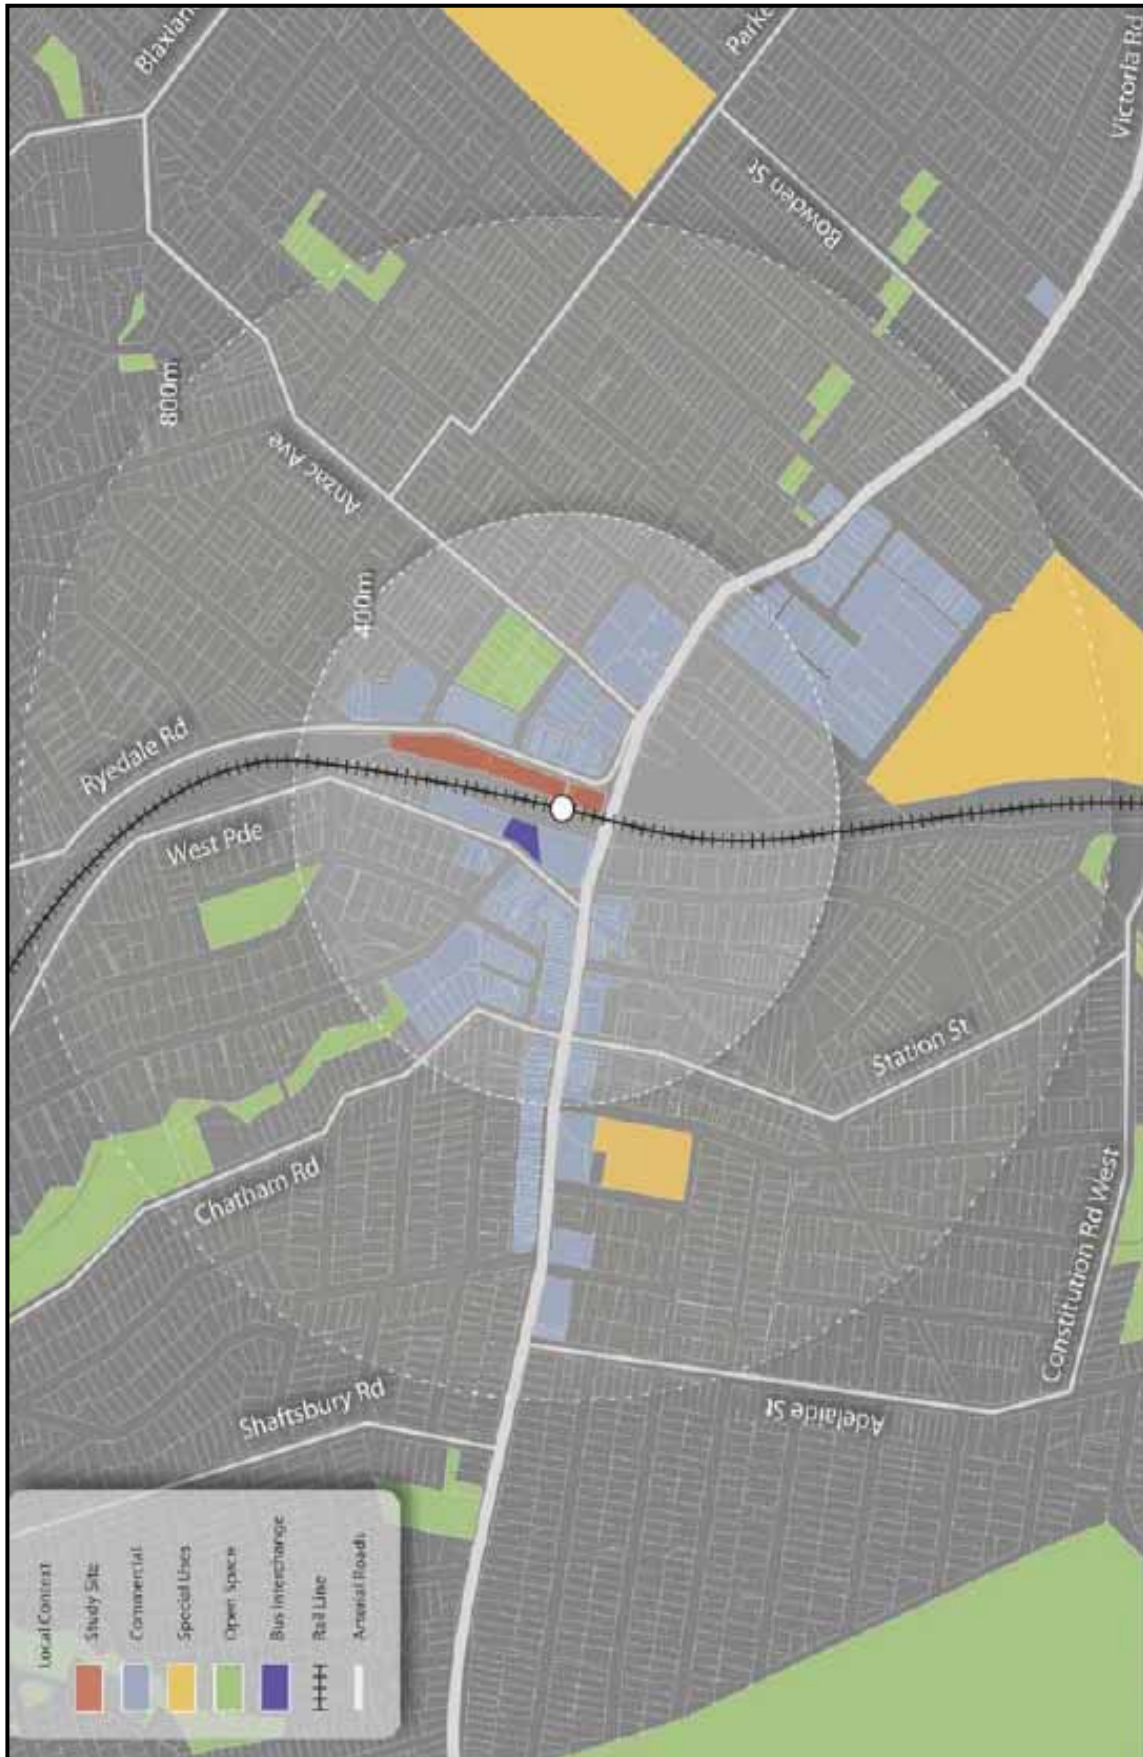 Blaxlan
Parke
Victoria Rd
Bowden St
800m
Anzac Ave
400m
Ryedale Rd
West Pde
Station St
Chatham Rd
Constitution Rd West
Shaftsbury Rd
Adelaide St
Local Context
Study Site
Commercial
Special Uses
Open Space
Bus Interchange
Rail Line
Arterial Roads